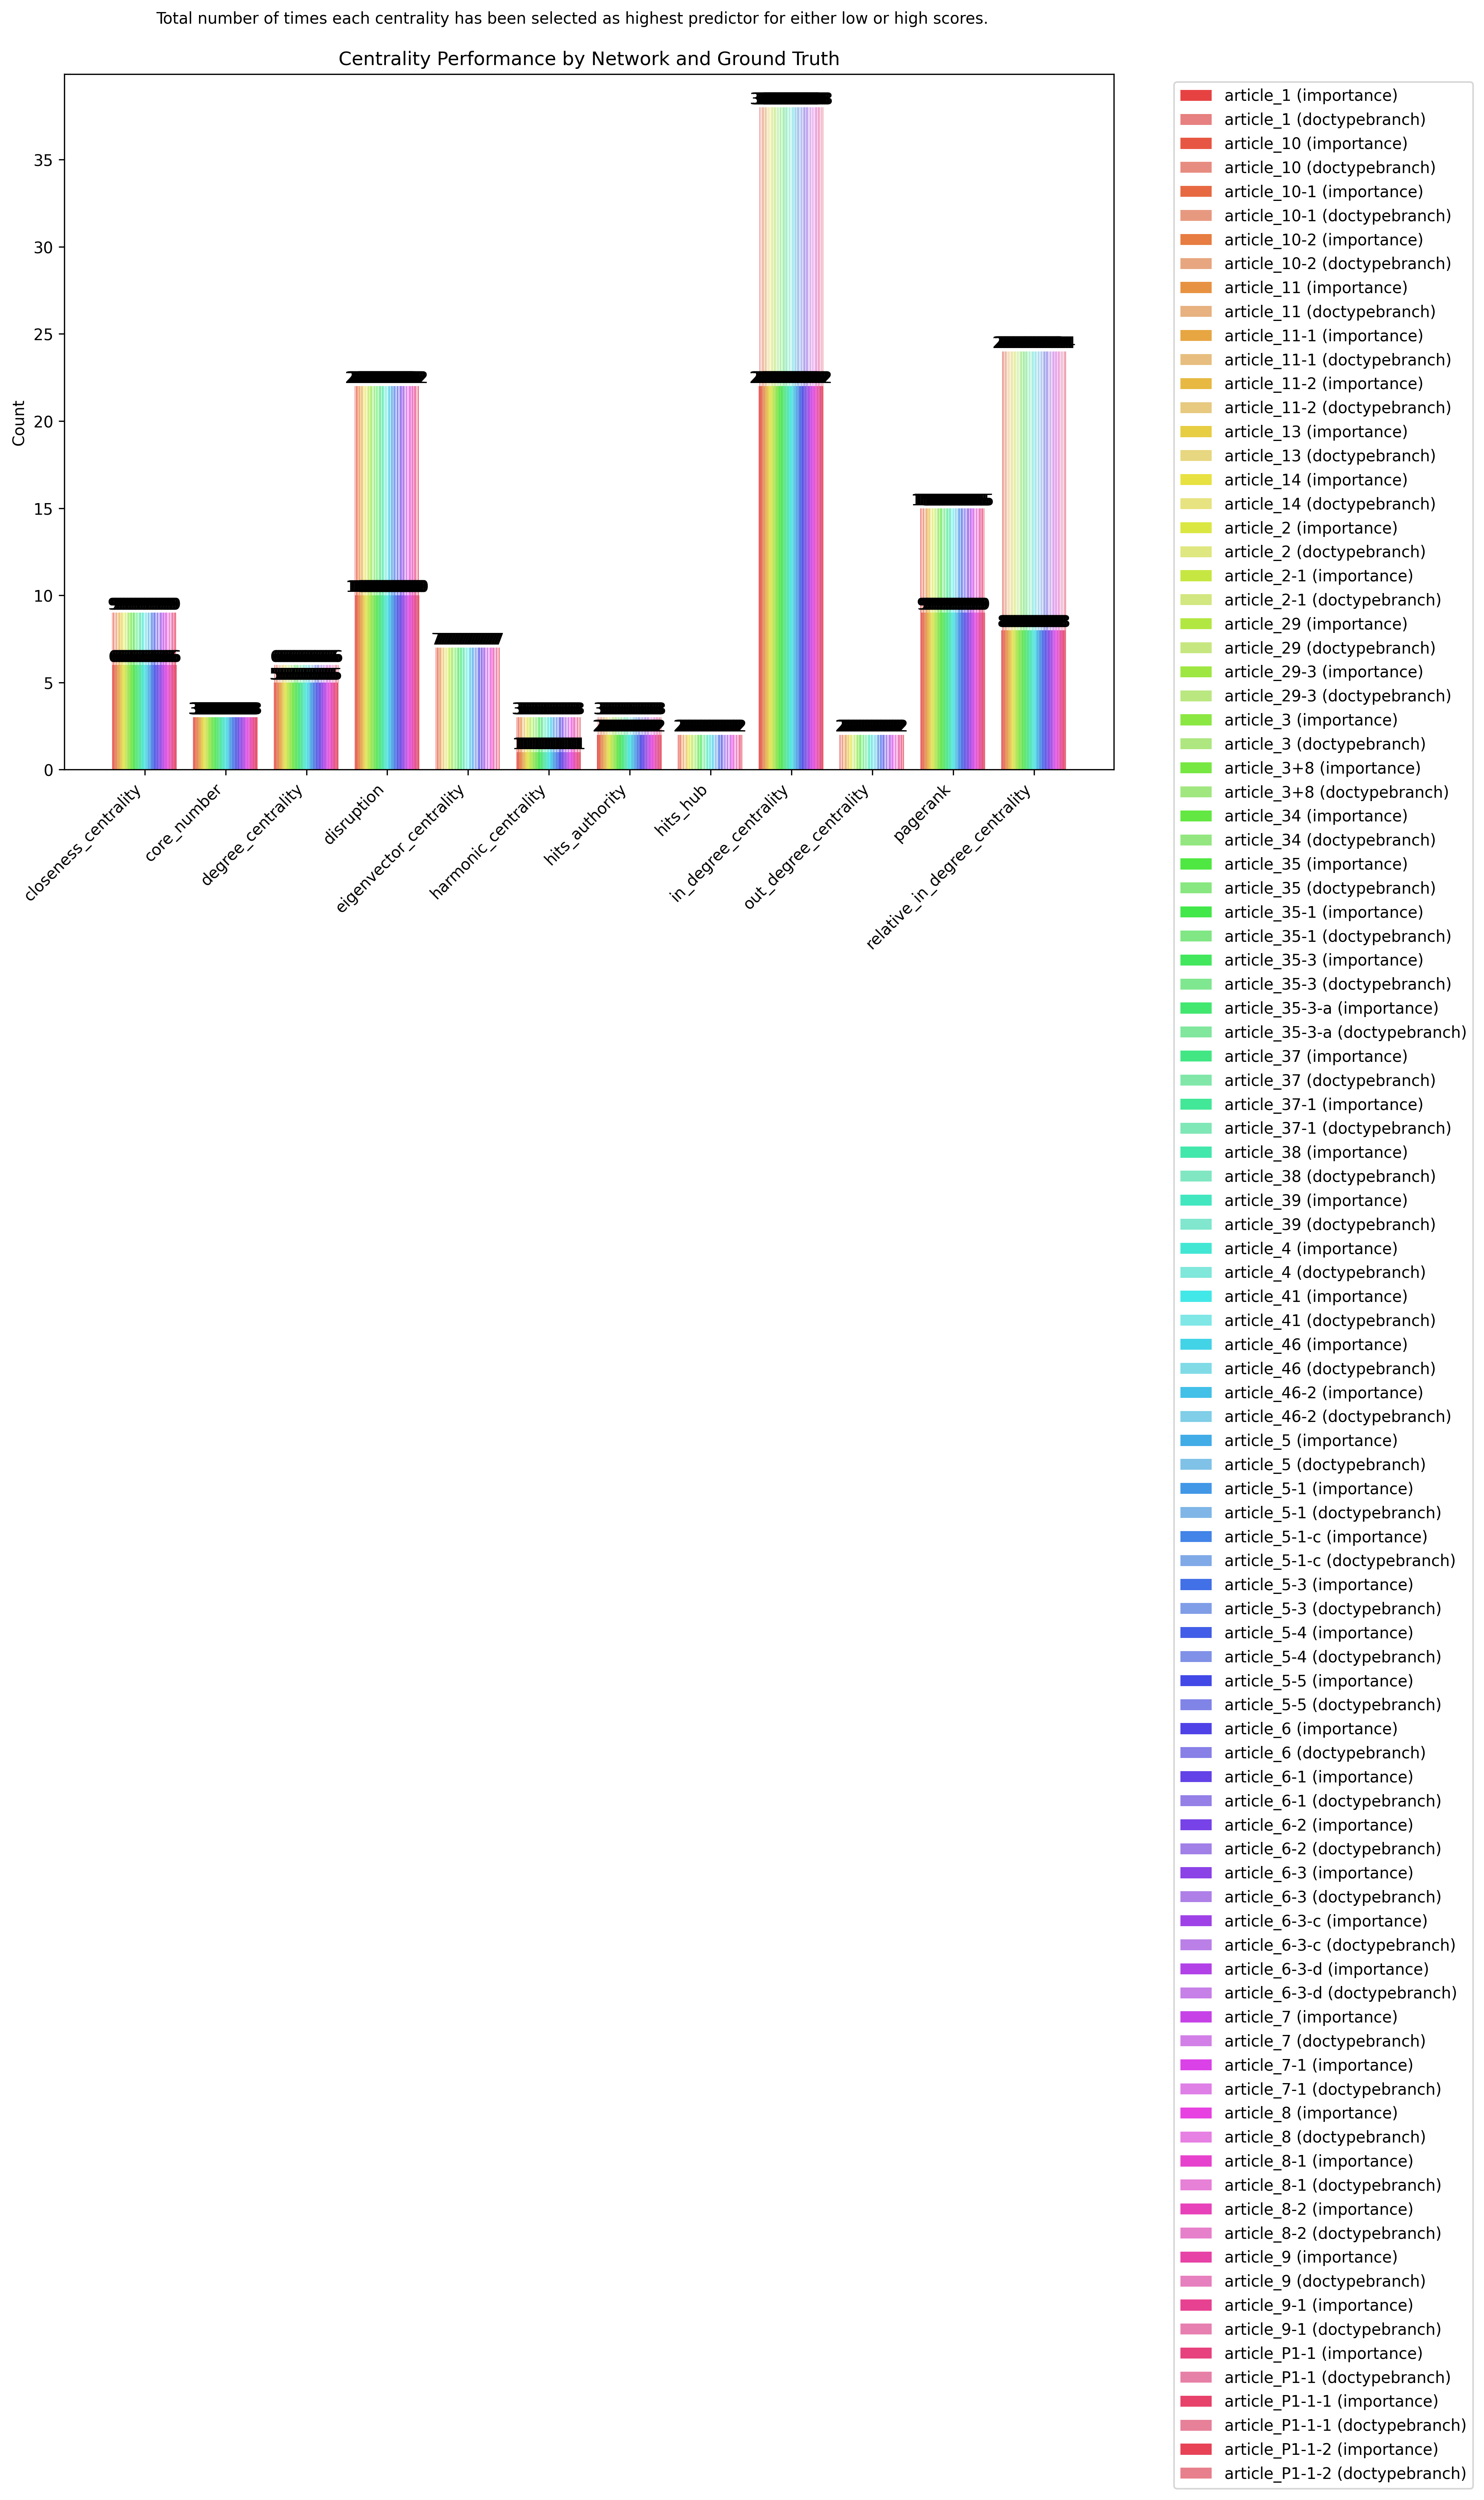 Total number of times each centrality has been selected as highest predictor for either low or high scores.
Centrality Performance by Network and Ground Truth
Count
35
30
25
20
15
10
5
0
closeness_centrality
core_number
degree_centrality
disruption
eigenvector_centrality
harmonic_centrality
hits_authority
hits_hub
in_degree_centrality
out_degree_centrality
pagerank
relative_in_degree_centrality
article_1 (importance)
article_1 (doctypebranch)
article_10 (importance)
article_10 (doctypebranch)
article_10-1 (importance)
article_10-1 (doctypebranch)
article_10-2 (importance)
article_10-2 (doctypebranch)
article_11 (importance)
article_11 (doctypebranch)
article_11-1 (importance)
article_11-1 (doctypebranch)
article_11-2 (importance)
article_11-2 (doctypebranch)
article_13 (importance)
article_13 (doctypebranch)
article_14 (importance)
article_14 (doctypebranch)
article_2 (importance)
article_2 (doctypebranch)
article_2-1 (importance)
article_2-1 (doctypebranch)
article_29 (importance)
article_29 (doctypebranch)
article_29-3 (importance)
article_29-3 (doctypebranch)
article_3 (importance)
article_3 (doctypebranch)
article_3+8 (importance)
article_3+8 (doctypebranch)
article_34 (importance)
article_34 (doctypebranch)
article_35 (importance)
article_35 (doctypebranch)
article_35-1 (importance)
article_35-1 (doctypebranch)
article_35-3 (importance)
article_35-3 (doctypebranch)
article_35-3-a (importance)
article_35-3-a (doctypebranch)
article_37 (importance)
article_37 (doctypebranch)
article_37-1 (importance)
article_37-1 (doctypebranch)
article_38 (importance)
article_38 (doctypebranch)
article_39 (importance)
article_39 (doctypebranch)
article_4 (importance)
article_4 (doctypebranch)
article_41 (importance)
article_41 (doctypebranch)
article_46 (importance)
article_46 (doctypebranch)
article_46-2 (importance)
article_46-2 (doctypebranch)
article_5 (importance)
article_5 (doctypebranch)
article_5-1 (importance)
article_5-1 (doctypebranch)
article_5-1-c (importance)
article_5-1-c (doctypebranch)
article_5-3 (importance)
article_5-3 (doctypebranch)
article_5-4 (importance)
article_5-4 (doctypebranch)
article_5-5 (importance)
article_5-5 (doctypebranch)
article_6 (importance)
article_6 (doctypebranch)
article_6-1 (importance)
article_6-1 (doctypebranch)
article_6-2 (importance)
article_6-2 (doctypebranch)
article_6-3 (importance)
article_6-3 (doctypebranch)
article_6-3-c (importance)
article_6-3-c (doctypebranch)
article_6-3-d (importance)
article_6-3-d (doctypebranch)
article_7 (importance)
article_7 (doctypebranch)
article_7-1 (importance)
article_7-1 (doctypebranch)
article_8 (importance)
article_8 (doctypebranch)
article_8-1 (importance)
article_8-1 (doctypebranch)
article_8-2 (importance)
article_8-2 (doctypebranch)
article_9 (importance)
article_9 (doctypebranch)
article_9-1 (importance)
article_9-1 (doctypebranch)
article_P1-1 (importance)
article_P1-1 (doctypebranch)
article_P1-1-1 (importance)
article_P1-1-1 (doctypebranch)
article_P1-1-2 (importance)
article_P1-1-2 (doctypebranch)